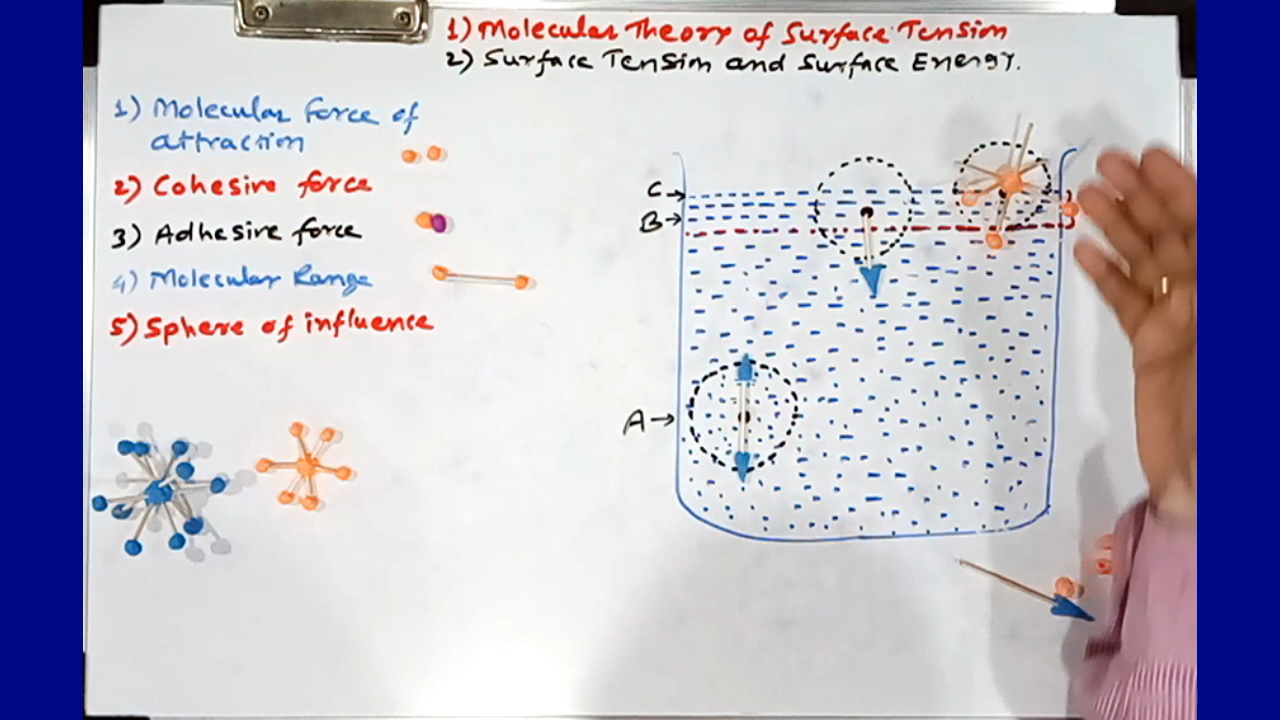 1) Molecular Theory of Surface Tension
2) Surface Tension and Surface Energy.
1) Molecular force of
attraction
2) Cohesive force
3) Adhesive force
4) Molecular Range
5) Sphere of influence
C →
B →
A →